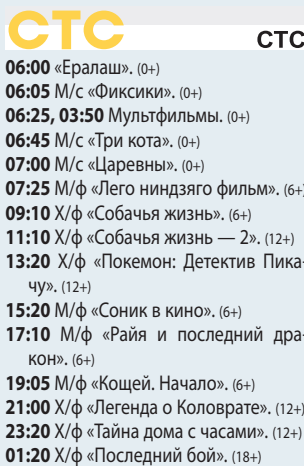 СТС
СТС
06:00 «Ералаш». (0+)
06:05 М/с «Фиксики». (0+)
06:25, 03:50 Мультфильмы. (0+)
06:45 М/с «Три кота». (0+)
07:00 М/с «Царевны». (0+)
07:25 М/ф «Лего ниндзяго фильм». (6+)
09:10 Х/ф «Собачья жизнь». (6+)
11:10 Х/ф «Собачья жизнь — 2». (12+)
13:20 Х/ф «Покемон: Детектив Пика-
чу». (12+)
15:20 М/ф «Соник в кино». (6+)
17:10 М/ф «Райя и последний дра-
кон». (6+)
19:05 М/ф «Кощей. Начало». (6+)
21:00 Х/ф «Легенда о Коловрате». (12+)
23:20 Х/ф «Тайна дома с часами». (12+)
01:20 Х/ф «Последний бой». (18+)